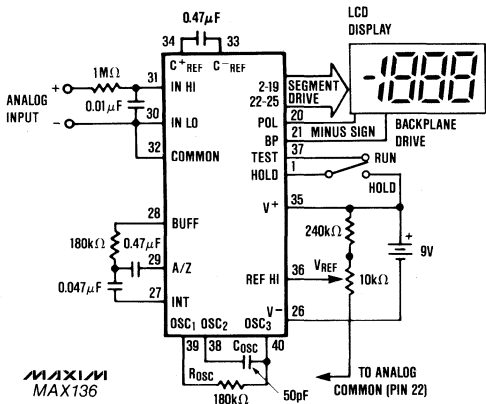 0.47µF
34 33
C⁺REF C⁻REF
LCD
DISPLAY
-1888
1MΩ
31
IN HI
+
ANALOG
INPUT
-
0.01µF
30
IN LO
32
COMMON
2-19
22-25
SEGMENT
DRIVE
POL
20
MINUS SIGN
BP
21
BACKPLANE
DRIVE
TEST
37
RUN
HOLD
1
HOLD
V⁺
35
240kΩ
+
9V
28
BUFF
180kΩ
0.47µF
29
A/Z
0.047µF
27
INT
REF HI
36
VREF
10kΩ
V⁻
26
OSC₁ OSC₂ OSC₃
39 38 40
COSC
ROSC
180kΩ
50pF
TO ANALOG
COMMON (PIN 22)
MAXIM
MAX136